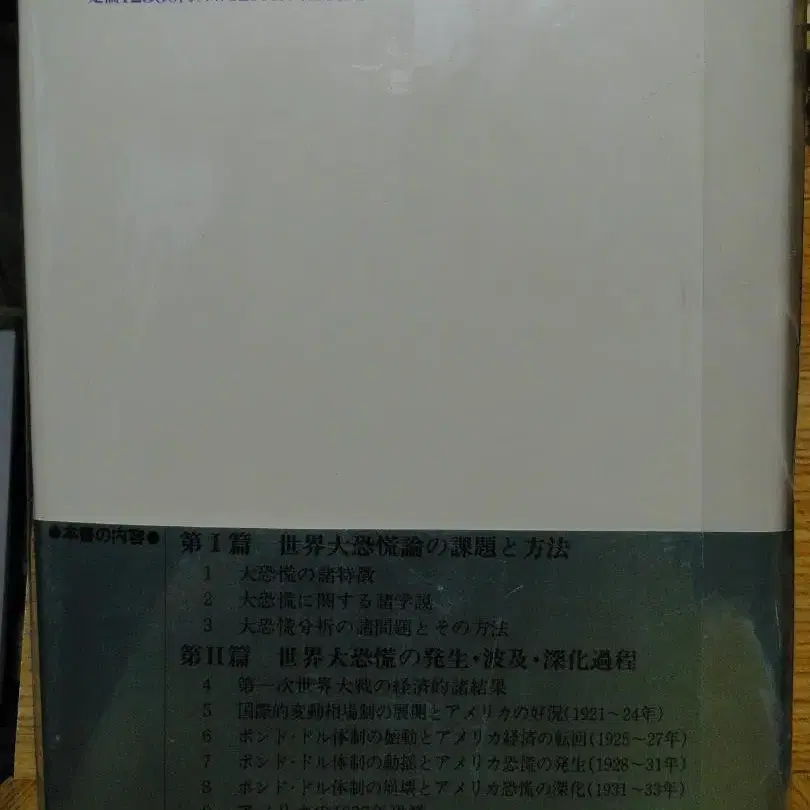 ●本書の内容●
第I篇 世界大恐慌論の課題と方法
1 大恐慌の諸特徴
2 大恐慌に関する諸学説
3 大恐慌分析の諸問題とその方法
第II篇 世界大恐慌の発生・波及・深化過程
4 第一次世界大戦の経済的諸結果
5 国際的変動相場制の展開とアメリカの好況(1921～24年)
6 ポンド・ドル体制の始動とアメリカ経済の転回(1925～27年)
7 ポンド・ドル体制の動揺とアメリカ恐慌の発生(1928～31年)
8 ポンド・ドル体制の崩壊とアメリカ恐慌の深化(1931～33年)